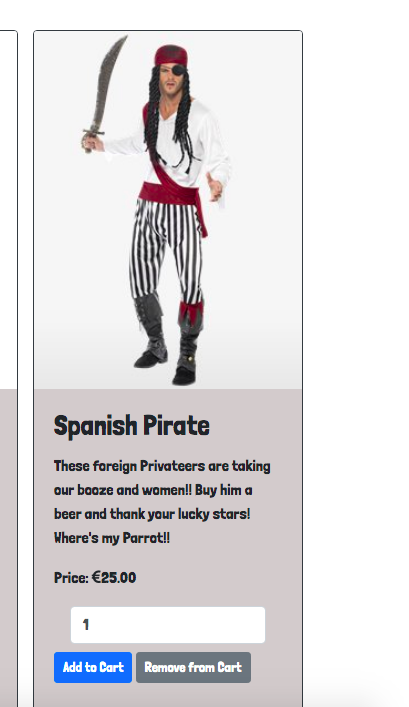 Spanish Pirate
These foreign Privateers are taking
our booze and women!! Buy him a
beer and thank your lucky stars!
Where's my Parrot!!
Price: €25.00
1
Add to Cart Remove from Cart